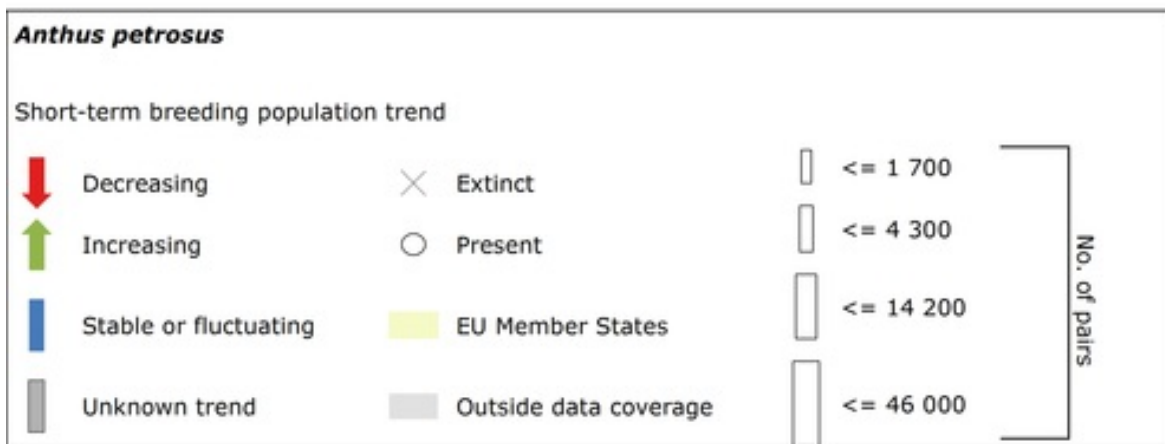 Anthus petrosus
Short-term breeding population trend
Decreasing
Increasing
Stable or fluctuating
Unknown trend
Extinct
Present
EU Member States
Outside data coverage
<= 1 700
<= 4 300
<= 14 200
<= 46 000
No. of pairs